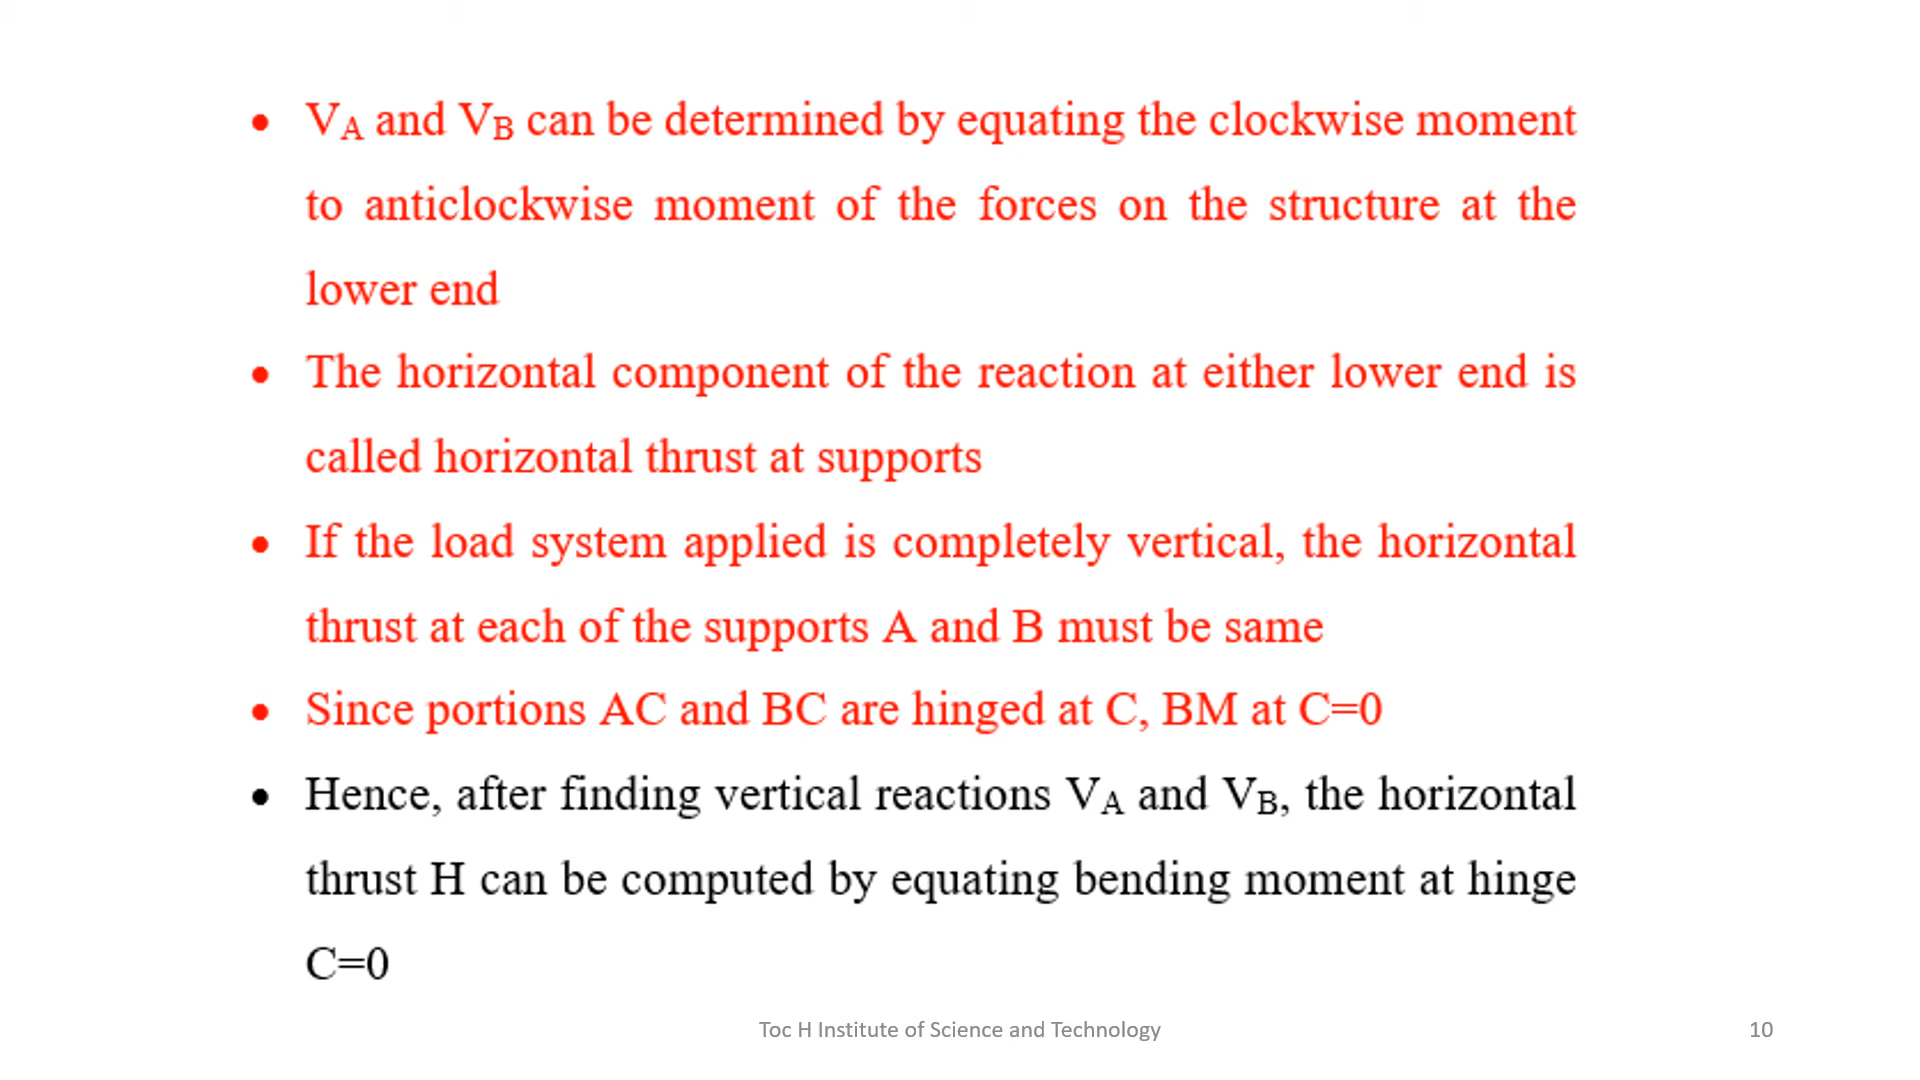 • VA and VB can be determined by equating the clockwise moment
to anticlockwise moment of the forces on the structure at the
lower end
• The horizontal component of the reaction at either lower end is
called horizontal thrust at supports
• If the load system applied is completely vertical, the horizontal
thrust at each of the supports A and B must be same
• Since portions AC and BC are hinged at C, BM at C=0
• Hence, after finding vertical reactions VA and VB, the horizontal
thrust H can be computed by equating bending moment at hinge
C=0
Toc H Institute of Science and Technology
10